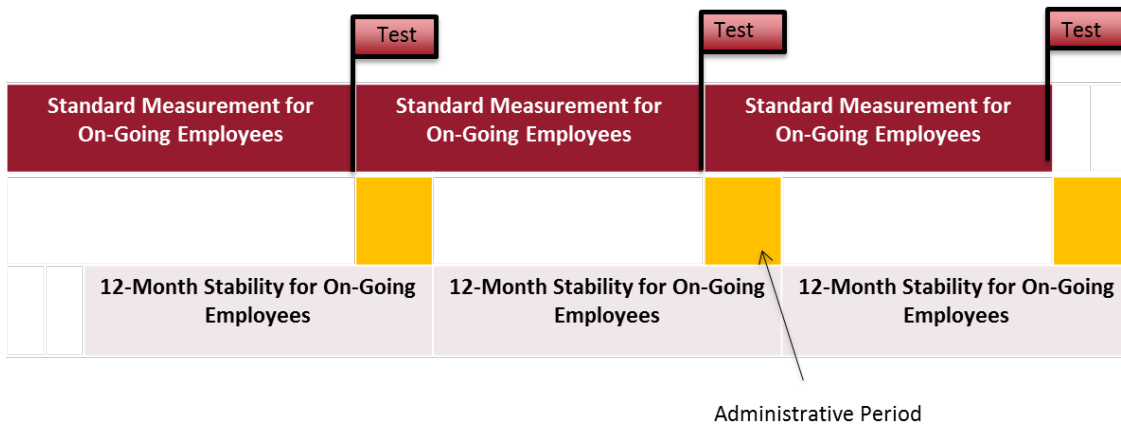 Test
Test
Test
Standard Measurement for
On-Going Employees
Standard Measurement for
On-Going Employees
Standard Measurement for
On-Going Employees
12-Month Stability for On-Going
Employees
12-Month Stability for On-Going
Employees
12-Month Stability for On-Going
Employees
Administrative Period